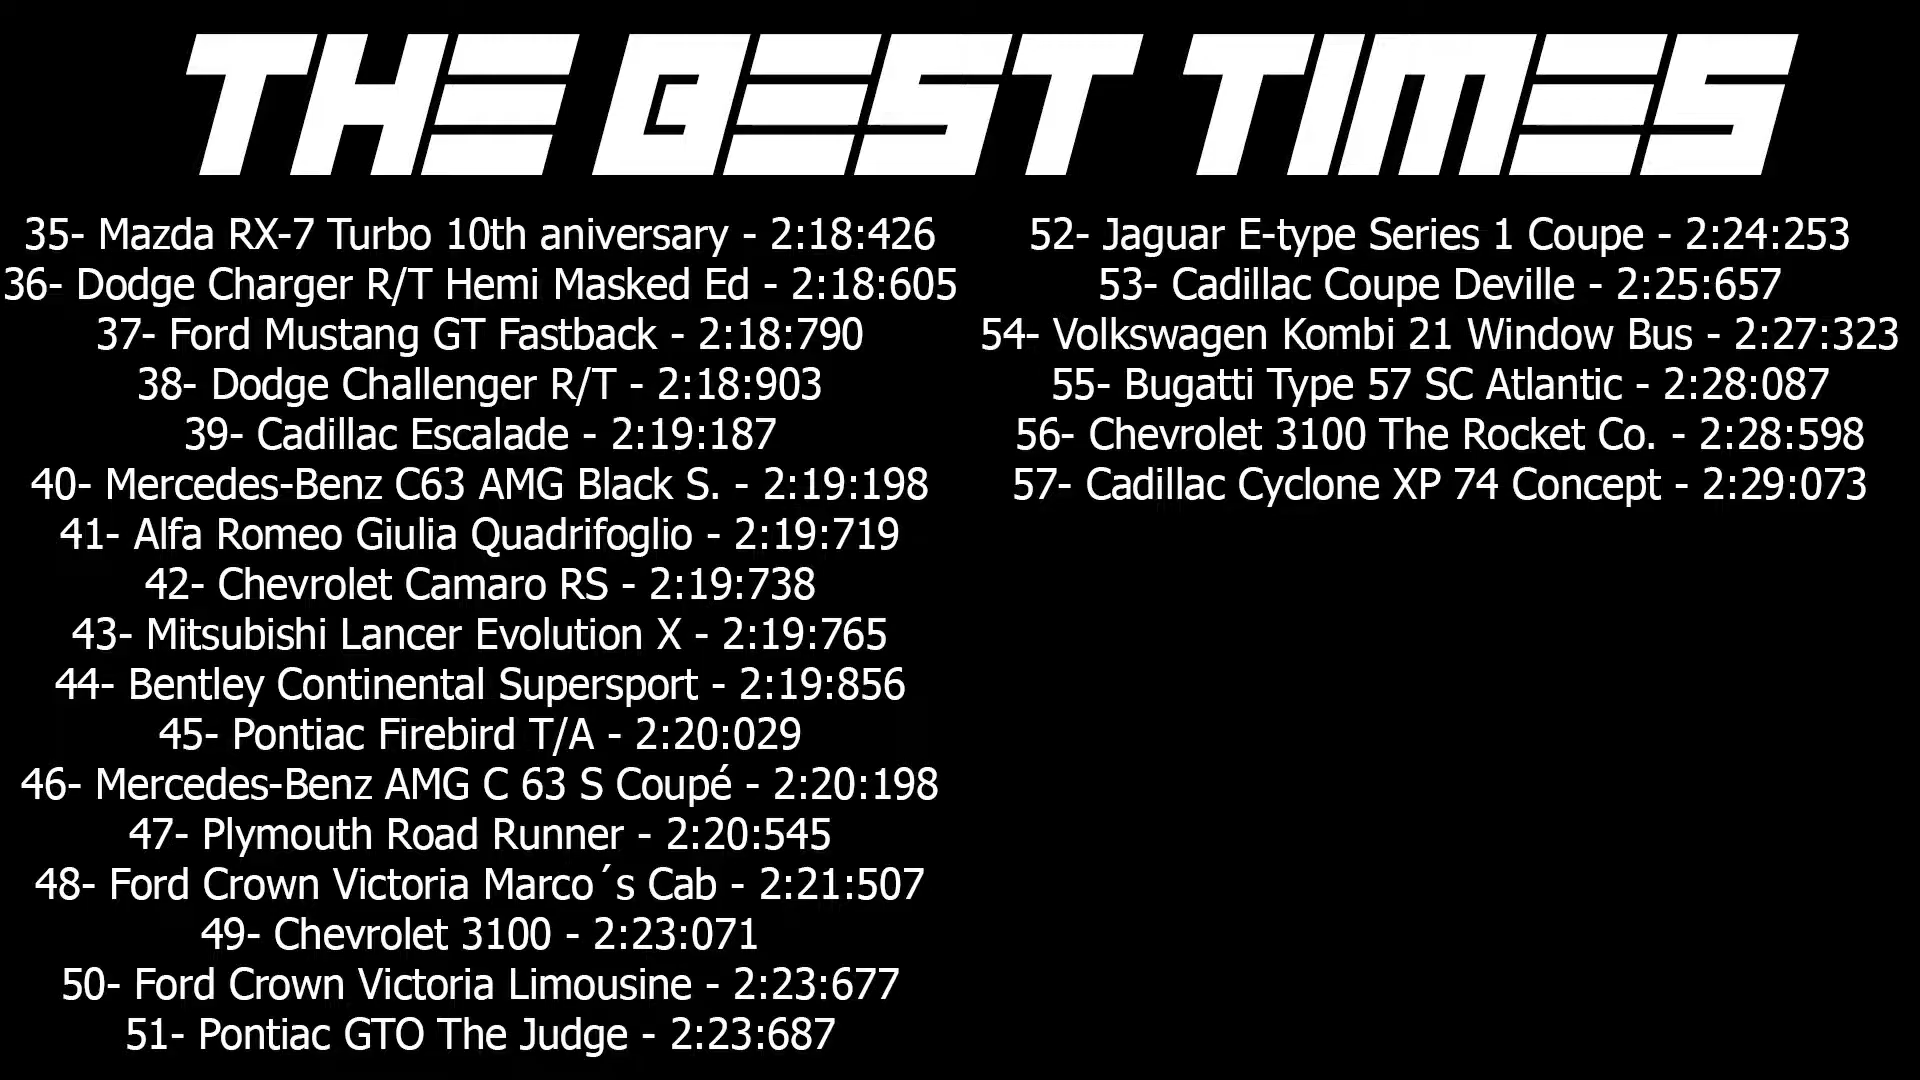 THE BEST TIMES
35- Mazda RX-7 Turbo 10th aniversary - 2:18:426
36- Dodge Charger R/T Hemi Masked Ed - 2:18:605
37- Ford Mustang GT Fastback - 2:18:790
38- Dodge Challenger R/T - 2:18:903
39- Cadillac Escalade - 2:19:187
40- Mercedes-Benz C63 AMG Black S. - 2:19:198
41- Alfa Romeo Giulia Quadrifoglio - 2:19:719
42- Chevrolet Camaro RS - 2:19:738
43- Mitsubishi Lancer Evolution X - 2:19:765
44- Bentley Continental Supersport - 2:19:856
45- Pontiac Firebird T/A - 2:20:029
46- Mercedes-Benz AMG C 63 S Coupé - 2:20:198
47- Plymouth Road Runner - 2:20:545
48- Ford Crown Victoria Marco´s Cab - 2:21:507
49- Chevrolet 3100 - 2:23:071
50- Ford Crown Victoria Limousine - 2:23:677
51- Pontiac GTO The Judge - 2:23:687
52- Jaguar E-type Series 1 Coupe - 2:24:253
53- Cadillac Coupe Deville - 2:25:657
54- Volkswagen Kombi 21 Window Bus - 2:27:323
55- Bugatti Type 57 SC Atlantic - 2:28:087
56- Chevrolet 3100 The Rocket Co. - 2:28:598
57- Cadillac Cyclone XP 74 Concept - 2:29:073